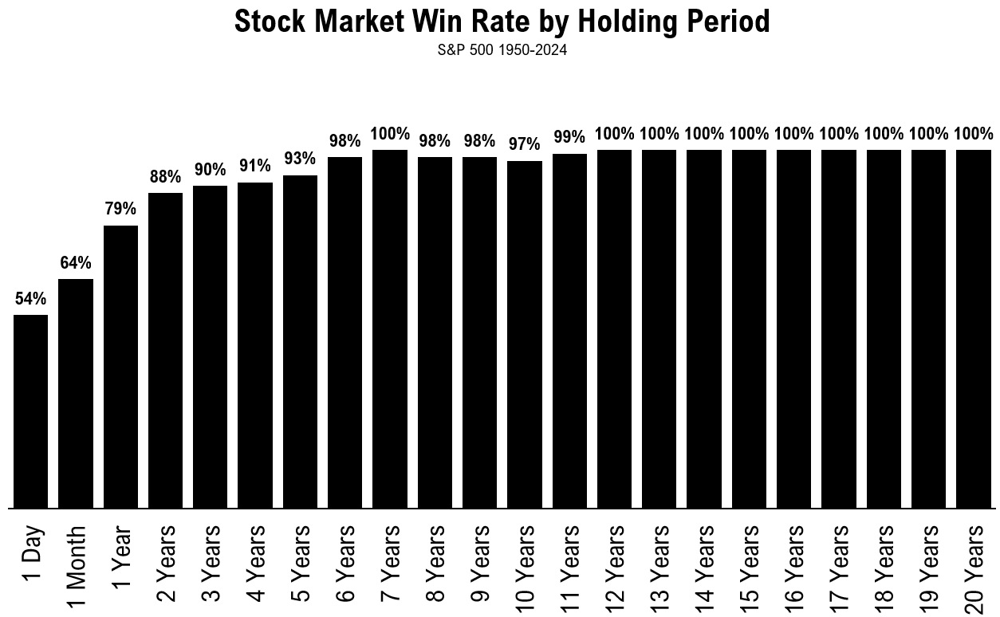 Stock Market Win Rate by Holding Period
S&P 500 1950-2024
54%
64%
79%
88%
90%
91%
93%
98%
100%
98%
98%
97%
99%
100%
100%
100%
100%
100%
100%
100%
100%
100%
1 Day
1 Month
1 Year
2 Years
3 Years
4 Years
5 Years
6 Years
7 Years
8 Years
9 Years
10 Years
11 Years
12 Years
13 Years
14 Years
15 Years
16 Years
17 Years
18 Years
19 Years
20 Years